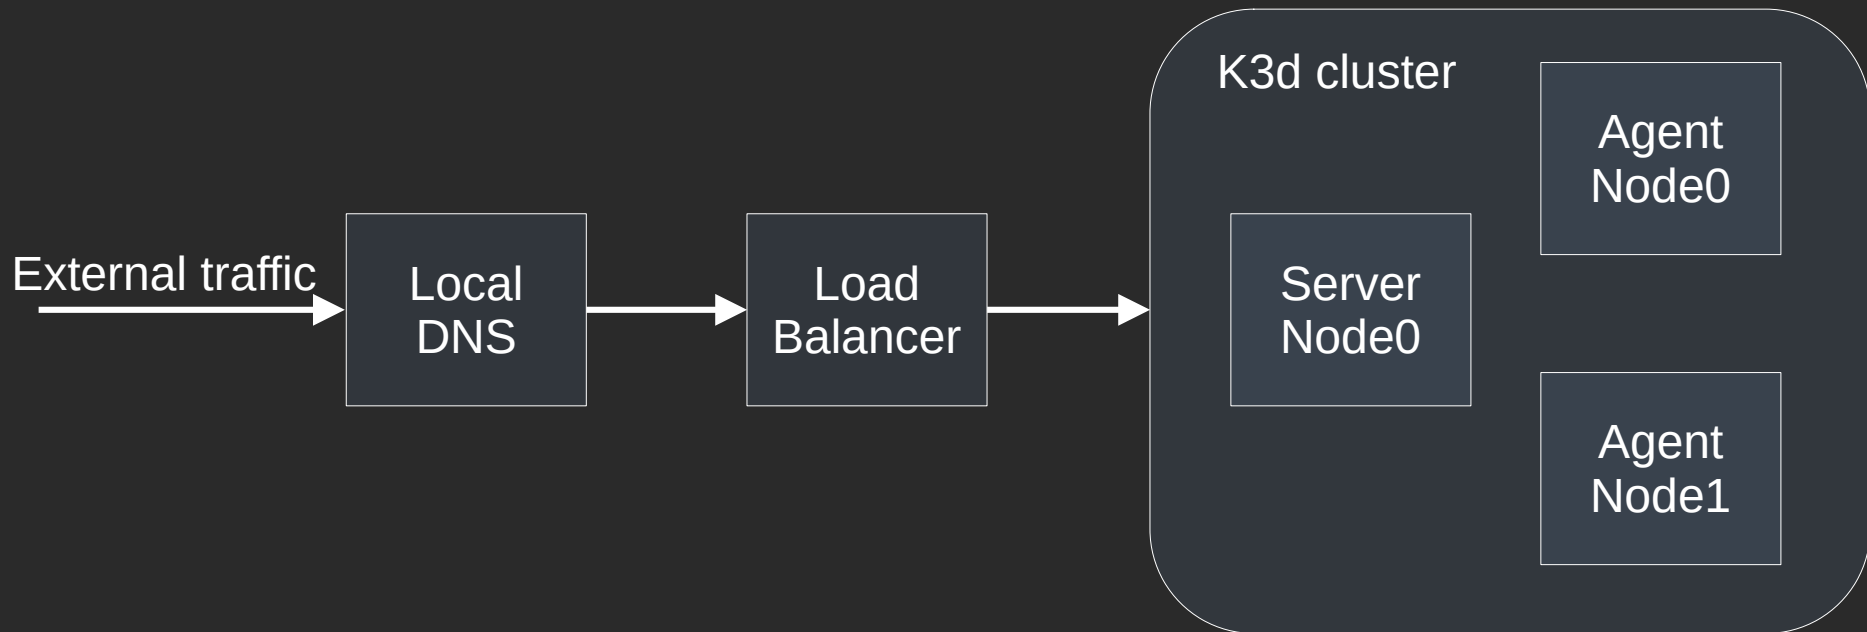 External traffic
Local
DNS
Load
Balancer
K3d cluster
Server
Node0
Agent
Node0
Agent
Node1